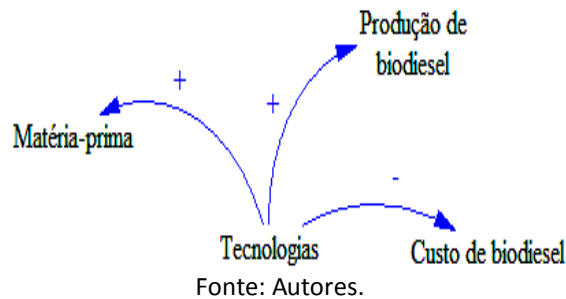 Produção de
biodiesel
+
+
Matéria-prima
-
Tecnologias
Custo de biodiesel
Fonte: Autores.